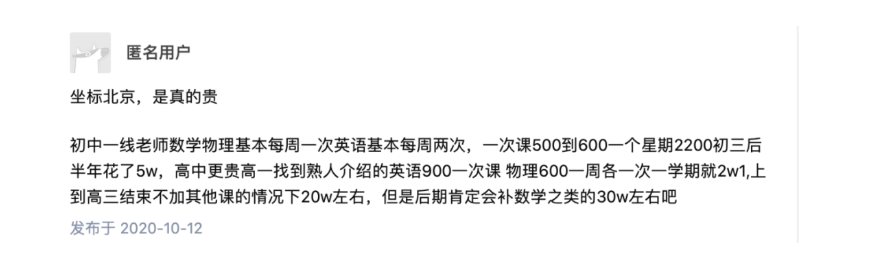 匿名用户
坐标北京，是真的贵
初中一线老师数学物理基本每周一次英语基本每周两次，一次课500到600一个星期2200初三后
半年花了5w，高中更贵高一找到熟人介绍的英语900一次课 物理600一周各一次一学期就2w1,上
到高三结束不加其他课的情况下20w左右，但是后期肯定会补数学之类的30w左右吧
发布于 2020-10-12